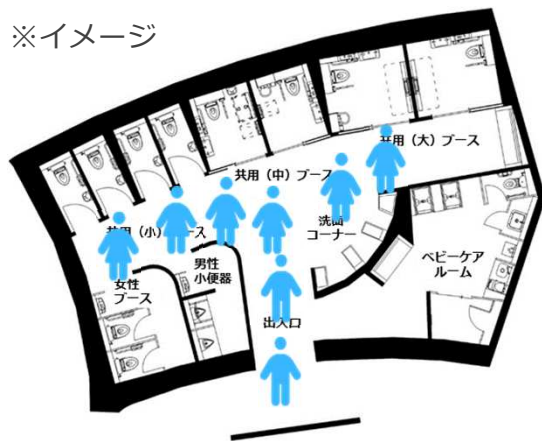 ※イメージ
共用（大）ブース
共用（中）ブース
共用（小）ブース
洗面
コーナー
男性
小便器
女性
ブース
ベビーケア
ルーム
出入口